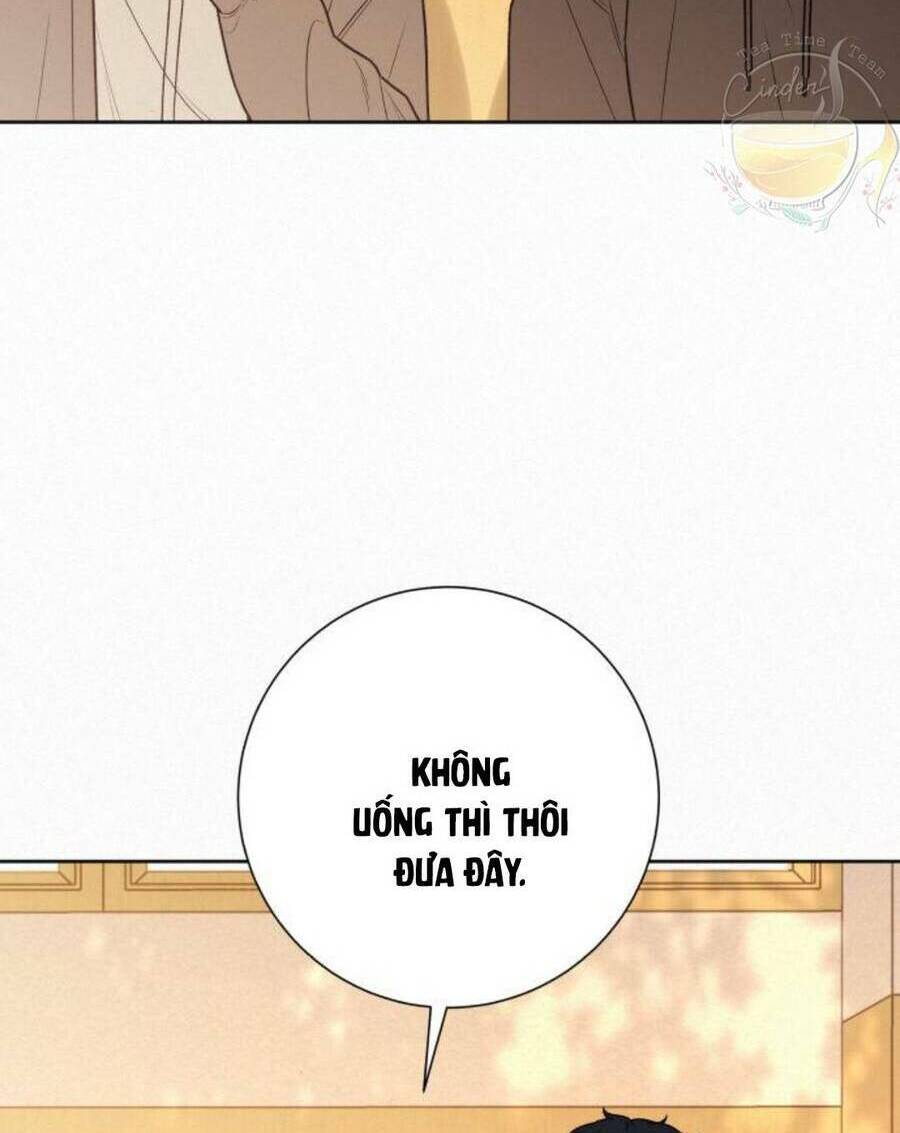 Tea Time Team
Cinder's
KHÔNG
UỐNG THÌ THÔI
ĐƯA ĐÂY.